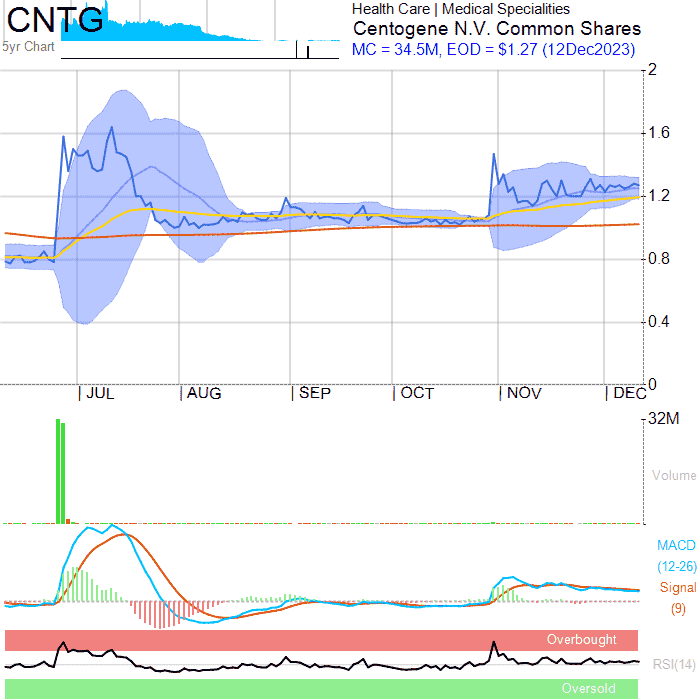 CNTG
5yr Chart
Health Care | Medical Specialities
Centogene N.V. Common Shares
MC = 34.5M, EOD = $1.27 (12Dec2023)
2
1.6
1.2
0.8
0.4
0
| JUL | AUG | SEP | OCT | NOV | DEC
32M
Volume
MACD
(12-26)
Signal
(9)
Overbought
RSI(14)
Oversold